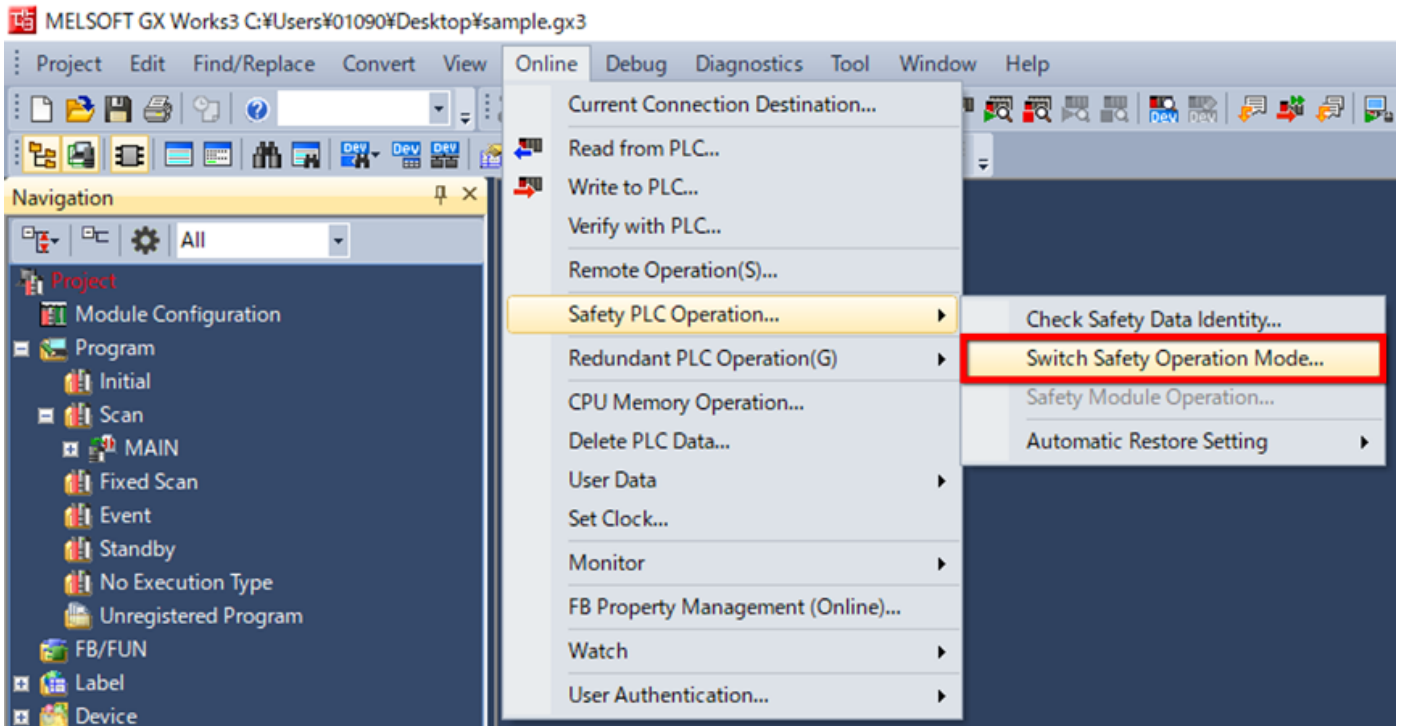 MELSOFT GX Works3 C:¥Users¥01090¥Desktop¥sample.gx3
Project Edit Find/Replace Convert View Online Debug Diagnostics Tool Window Help
Navigation
All
Project
Module Configuration
Program
Initial
Scan
MAIN
Fixed Scan
Event
Standby
No Execution Type
Unregistered Program
FB/FUN
Label
Device
Current Connection Destination...
Read from PLC...
Write to PLC...
Verify with PLC...
Remote Operation(S)...
Safety PLC Operation...
Redundant PLC Operation(G)
CPU Memory Operation...
Delete PLC Data...
User Data
Set Clock...
Monitor
FB Property Management (Online)...
Watch
User Authentication...
Check Safety Data Identity...
Switch Safety Operation Mode...
Safety Module Operation...
Automatic Restore Setting